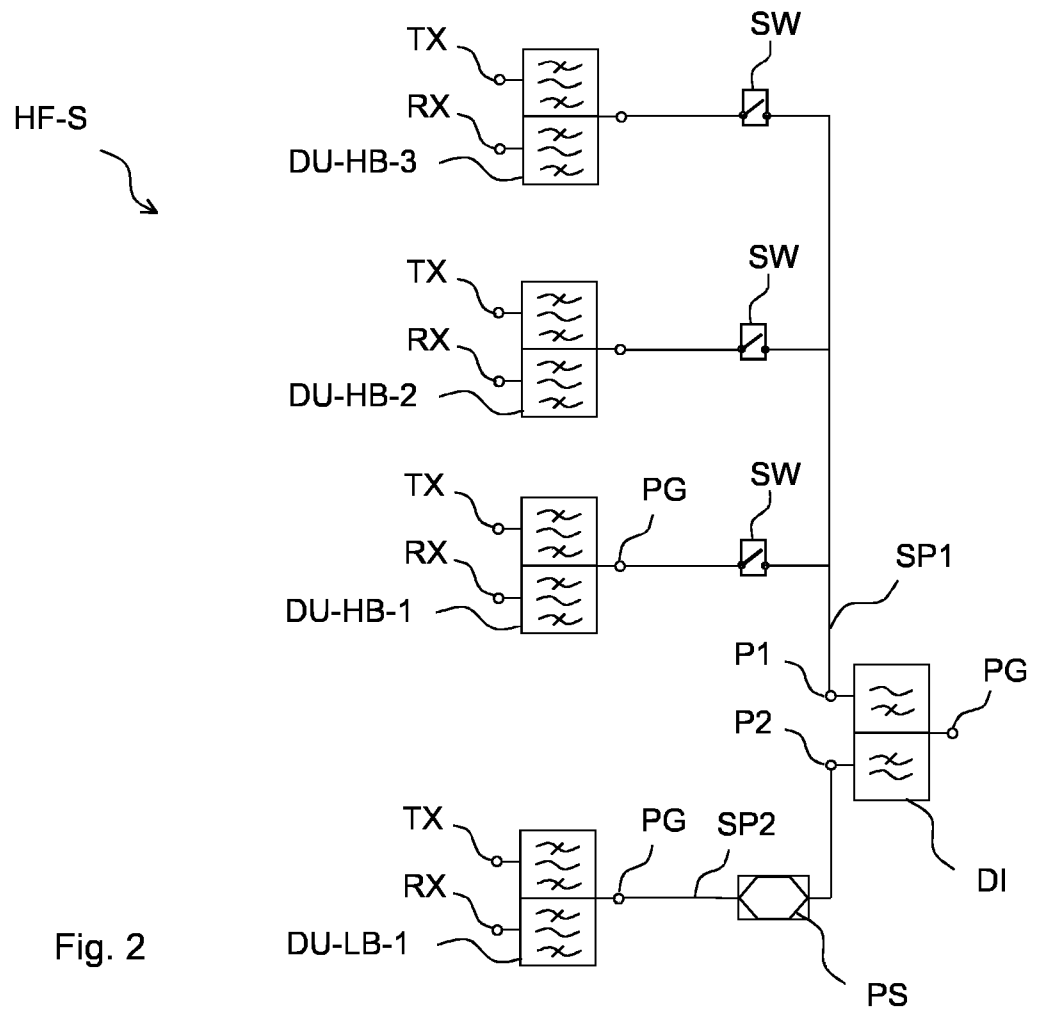 SW
TX
HF-S
RX
DU-HB-3
SW
TX
RX
DU-HB-2
SW
TX
PG
RX
SP1
DU-HB-1
P1
PG
P2
TX
PG
SP2
RX
DI
DU-LB-1
Fig. 2
PS